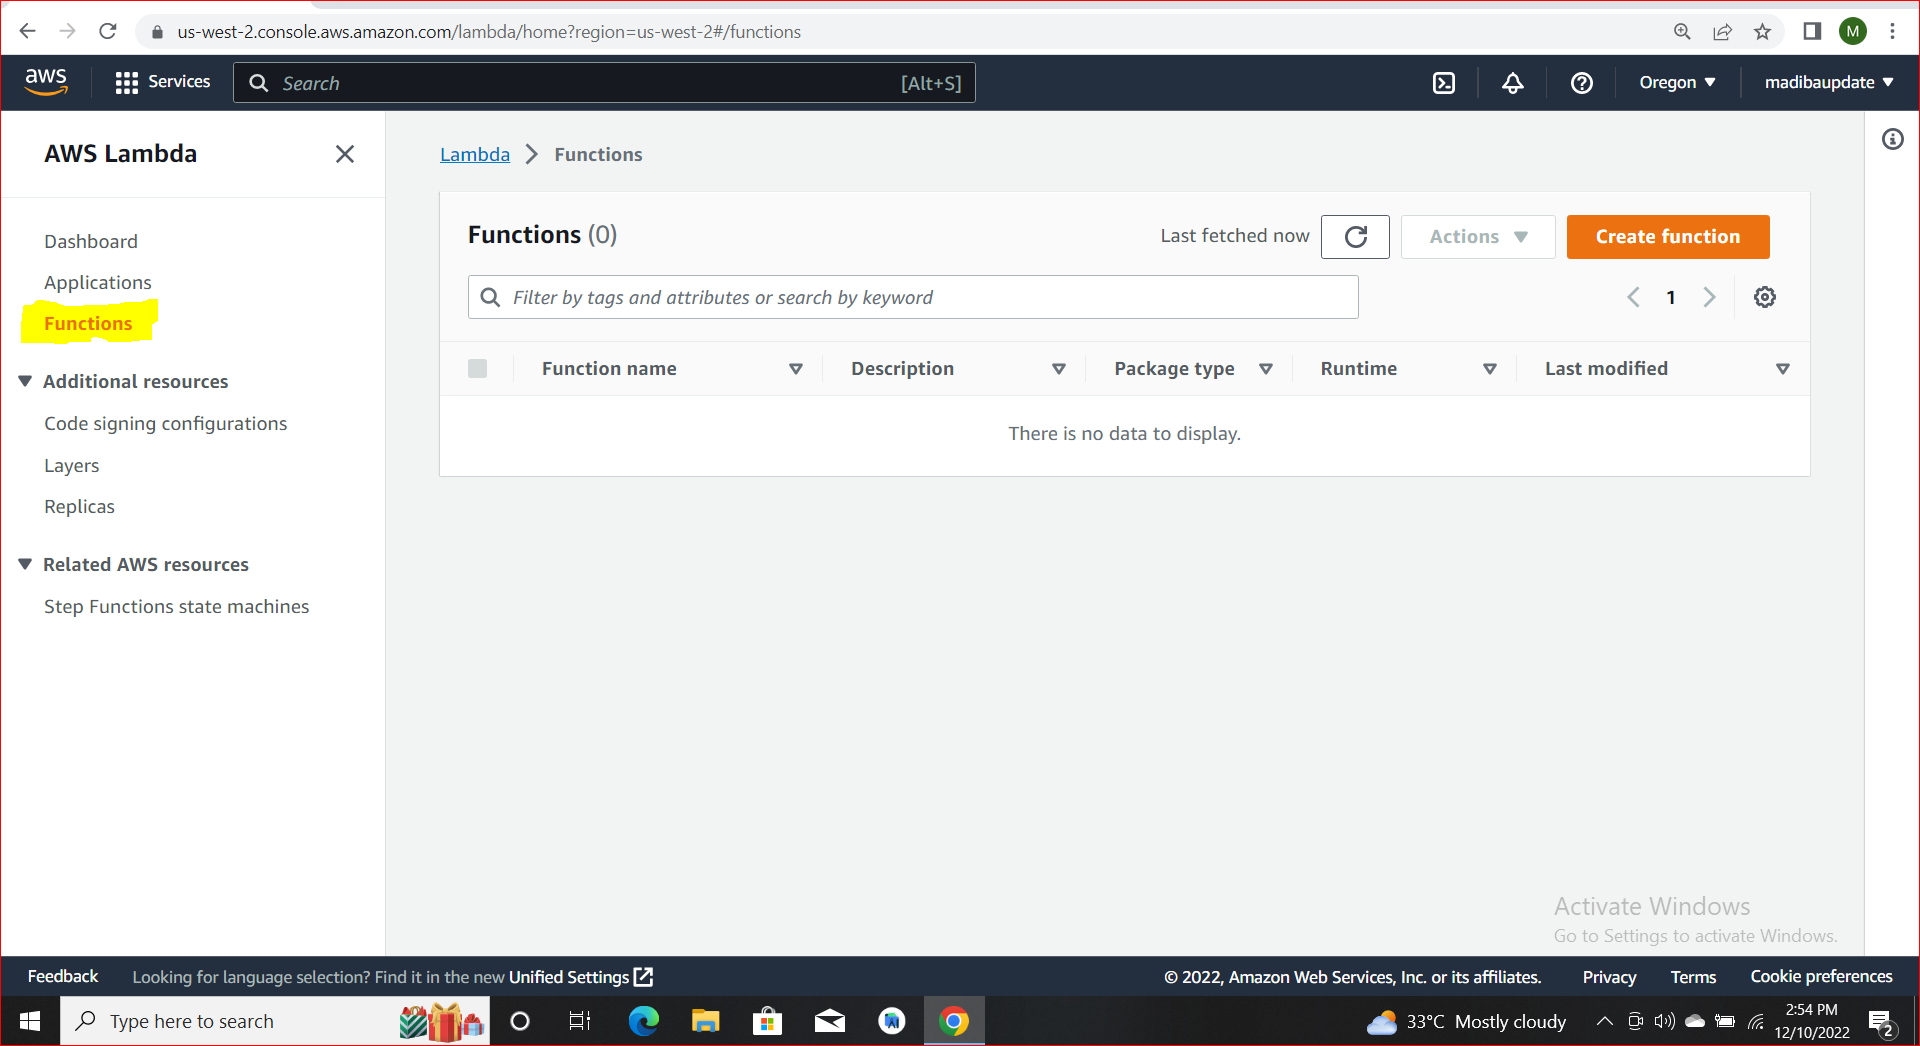 us-west-2.console.aws.amazon.com/lambda/home?region=us-west-2#/functions
M
aws
Services
Search
[Alt+S]
Oregon
madibaupdate
AWS Lambda
Dashboard
Applications
Functions
Additional resources
Code signing configurations
Layers
Replicas
Related AWS resources
Step Functions state machines
Lambda
Functions
Functions (0)
Last fetched now
Actions
Create function
Filter by tags and attributes or search by keyword
1
Function name
Description
Package type
Runtime
Last modified
There is no data to display.
Activate Windows
Go to Settings to activate Windows.
Feedback
Looking for language selection? Find it in the new Unified Settings
© 2022, Amazon Web Services, Inc. or its affiliates.
Privacy
Terms
Cookie preferences
Type here to search
33°C Mostly cloudy
2:54 PM
12/10/2022
2